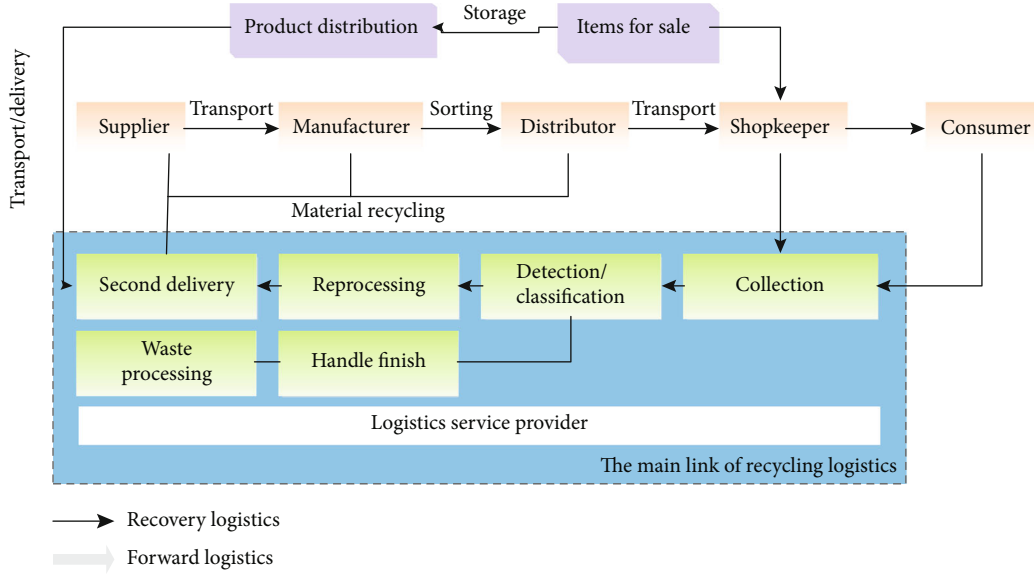 Storage
Product distribution
Items for sale
Transport/delivery
Transport
Sorting
Transport
Supplier
Manufacturer
Distributor
Shopkeeper
Consumer
Material recycling
Second delivery
Reprocessing
Detection/
classification
Collection
Waste
processing
Handle finish
Logistics service provider
The main link of recycling logistics
Recovery logistics
Forward logistics